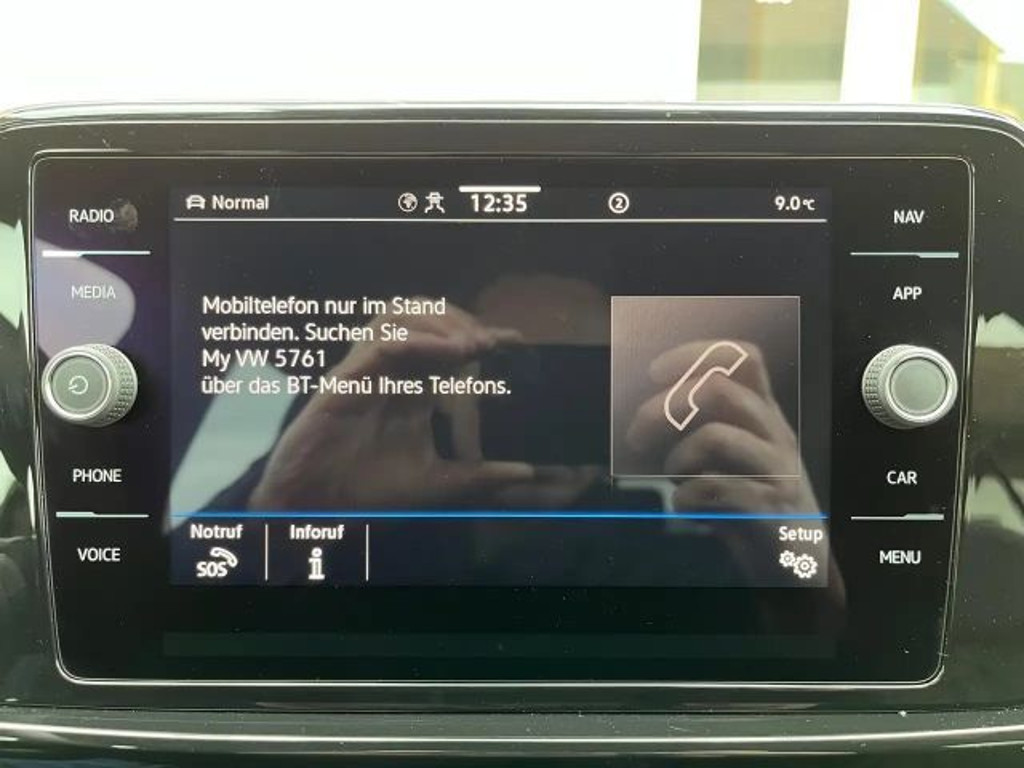 RADIO
MEDIA
PHONE
VOICE
Normal
12:35
2
9.0°C
Mobiltelefon nur im Stand
verbinden. Suchen Sie
My VW 5761
über das BT-Menü Ihres Telefons.
Notruf
SOS
Inforuf
i
Setup
NAV
APP
CAR
MENU